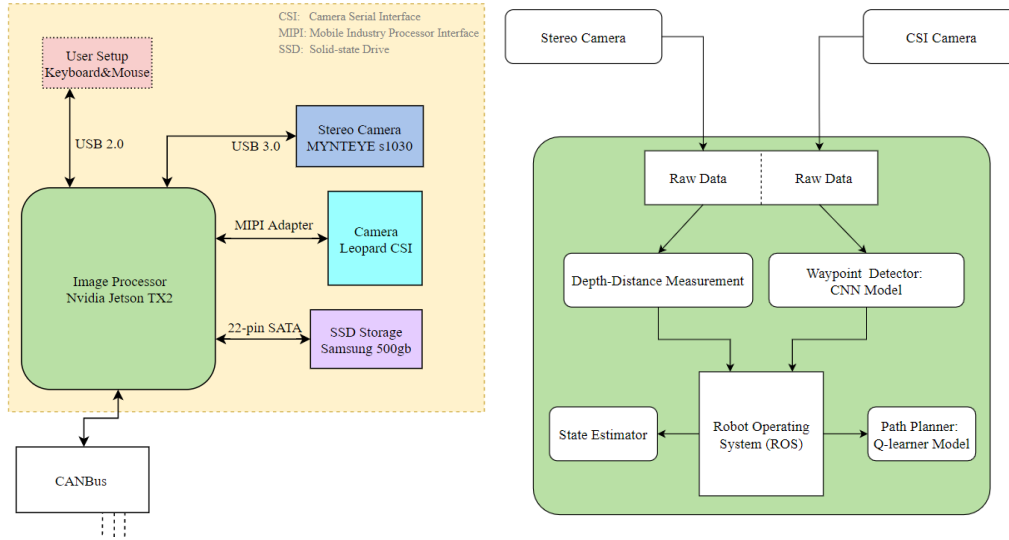 CSI: Camera Serial Interface
MIPI: Mobile Industry Processor Interface
SSD: Solid-state Drive
User Setup
Keyboard&Mouse
USB 2.0
USB 3.0
Stereo Camera
MYNTEYE s1030
MIPI Adapter
Camera
Leopard CSI
Image Processor
Nvidia Jetson TX2
22-pin SATA
SSD Storage
Samsung 500gb
CANBus
Stereo Camera
CSI Camera
Raw Data
Raw Data
Depth-Distance Measurement
Waypoint Detector:
CNN Model
State Estimator
Robot Operating
System (ROS)
Path Planner:
Q-learner Model